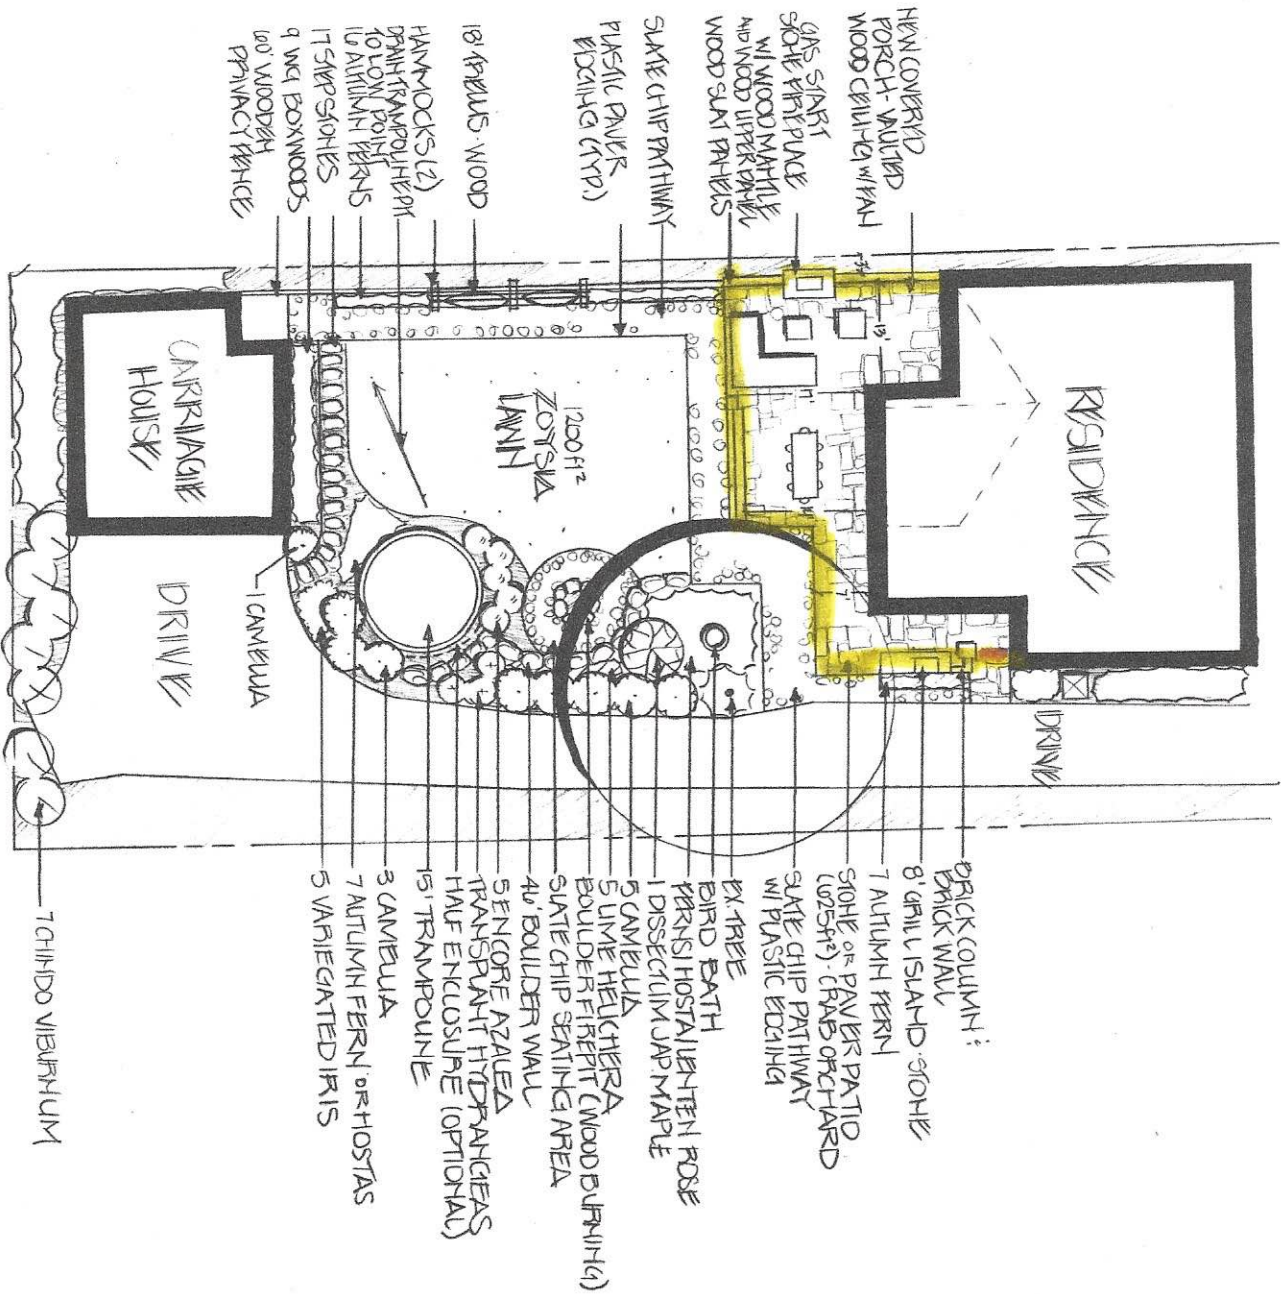 NEW COVERED
PORCH - VAULTED
WOOD CEILING W/ FAN
GAS START
STONE FIREPLACE
W/ WOOD MANTLE
AND WOOD UPPER PANEL
WOOD SLAT PANELS
SLATE CHIP PATHWAY
PLASTIC PAVER
EDGING (TYP.)
18' TRELLIS - WOOD
HAMMOCKS (2)
DRAIN TRAMPOLINE PT
TO LOW POINT
16 AUTUMN FERNS
17 STEPSTONES
9 WG BOXWOODS
60' WOODEN
PRIVACY FENCE
RESIDENCE
13'
1200 FT²
ZOYSIA
LAWN
CARRIAGE
HOUSE
DRIVE
1 CAMELLIA
DRIVE
BRICK COLUMN &
BRICK WALL
8' GRILL ISLAND - STONE
7 AUTUMN FERN
STONE OR PAVER PATIO
(625 FT²) - CRAB ORCHARD
SLATE CHIP PATHWAY
W/ PLASTIC EDGING
EX. TREE
BIRD BATH
FERNS/HOSTA/LENTEN ROSE
1 DISSECTUM JAP. MAPLE
5 CAMELLIA
5 LIME HEUCHERA
BOULDER FIREPIT (WOOD BURNING)
SLATE CHIP SEATING AREA
46' BOULDER WALL
5 ENCORE AZALEA
TRANSPLANT HYDRANGEAS
HALF ENCLOSURE (OPTIONAL)
15' TRAMPOLINE
3 CAMELLIA
7 AUTUMN FERN OR HOSTAS
5 VARIEGATED IRIS
7 CHINDO VIBURNUM